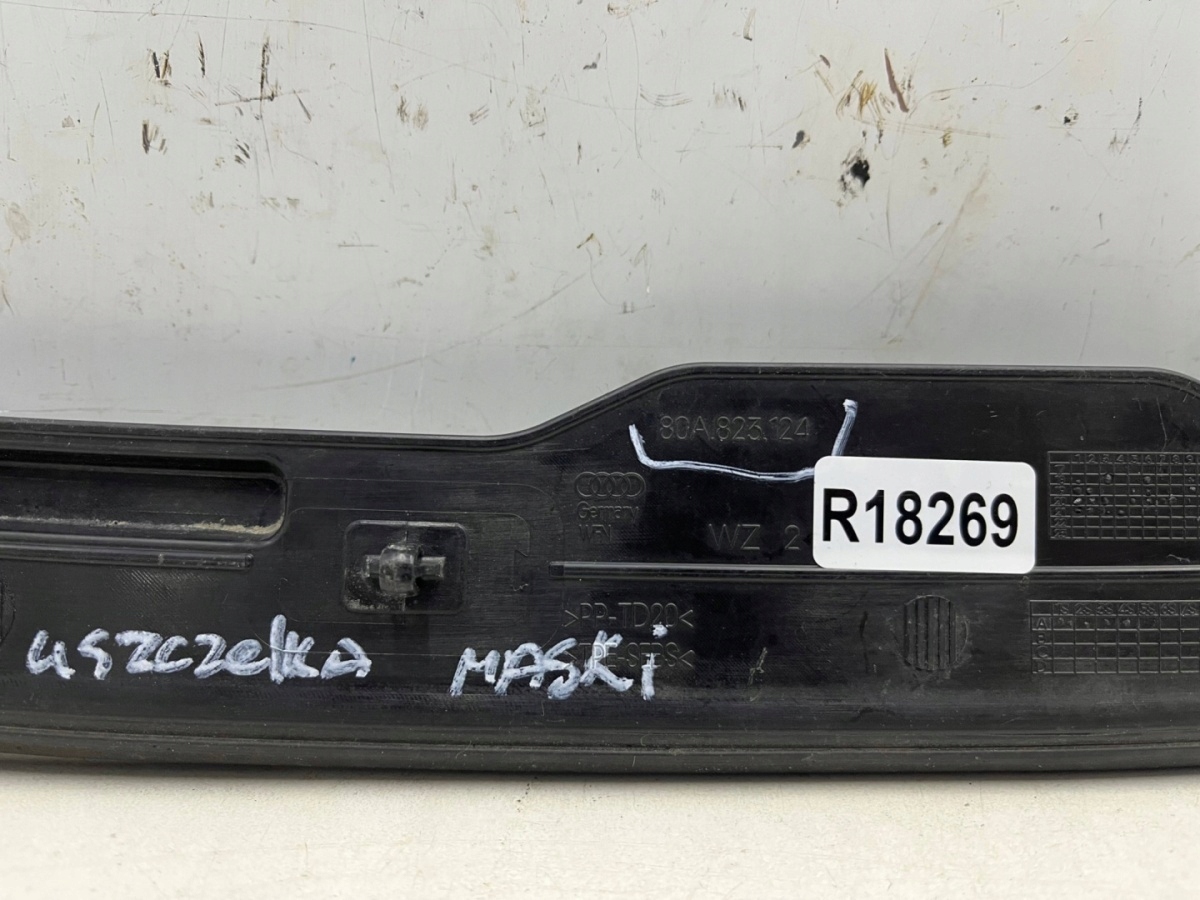 80A.823.124
Germany
WZ 2
R18269
>PP-TD20<
uszczelka MASKi